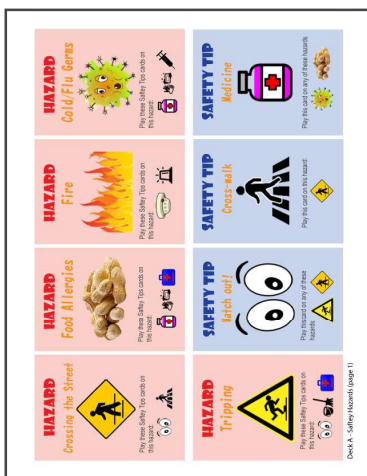 HAZARD
Crossing the Street
Play these Saftey Tips cards on
this hazard:
HAZARD
Food Allergies
Play these Saftey Tips cards on
this hazard:
HAZARD
Fire
Play these Saftey Tips cards on
this hazard:
HAZARD
Cold/Flu Germs
Play these Saftey Tips cards on
this hazard:
HAZARD
Tripping
Play these Saftey Tips cards on
this hazard:
SAFETY TIP
Watch out!
Play this card on any of these
hazards
SAFETY TIP
Cross-walk
Play this card on this hazard:
SAFETY TIP
Medicine
Play this card on any of these hazards
Deck A - Saftey Hazards (page 1)